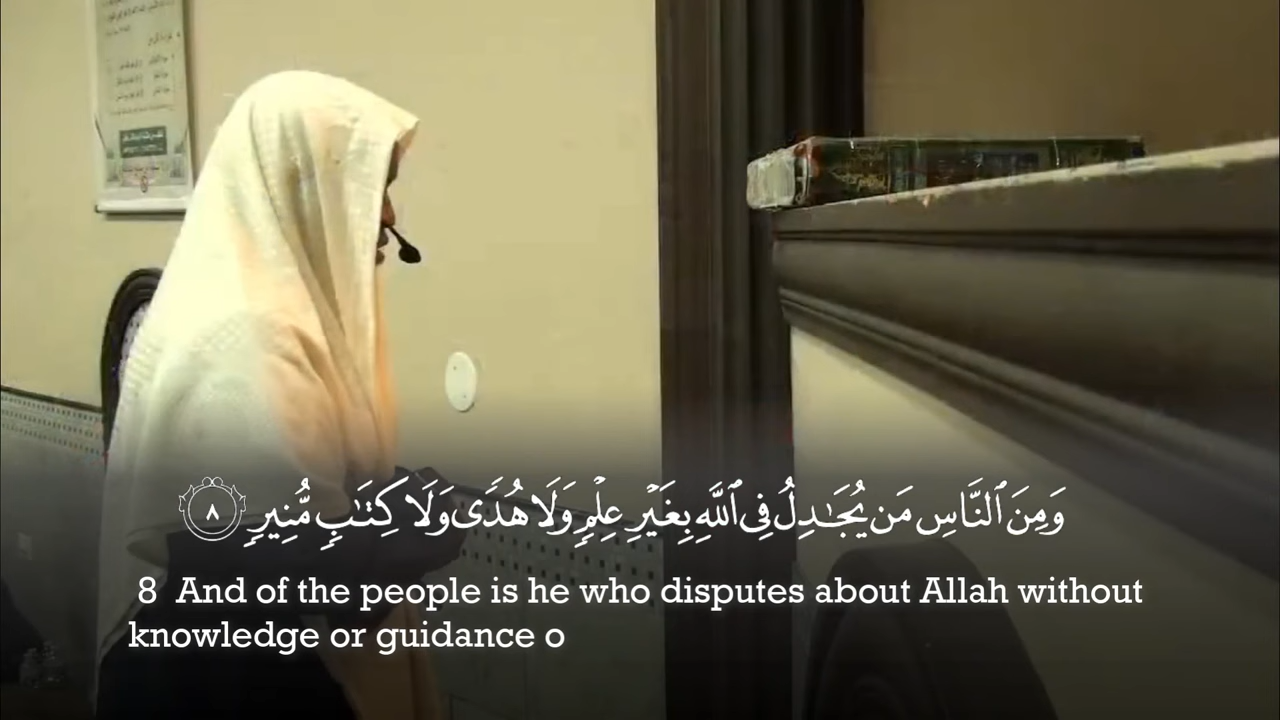 وَمِنَ ٱلنَّاسِ مَن يُجَـٰدِلُ فِى ٱللَّهِ بِغَيْرِ عِلْمٍ وَلَا هُدًى وَلَا كِتَـٰبٍ مُّنِيرٍ ٨
8 And of the people is he who disputes about Allah without
knowledge or guidance o